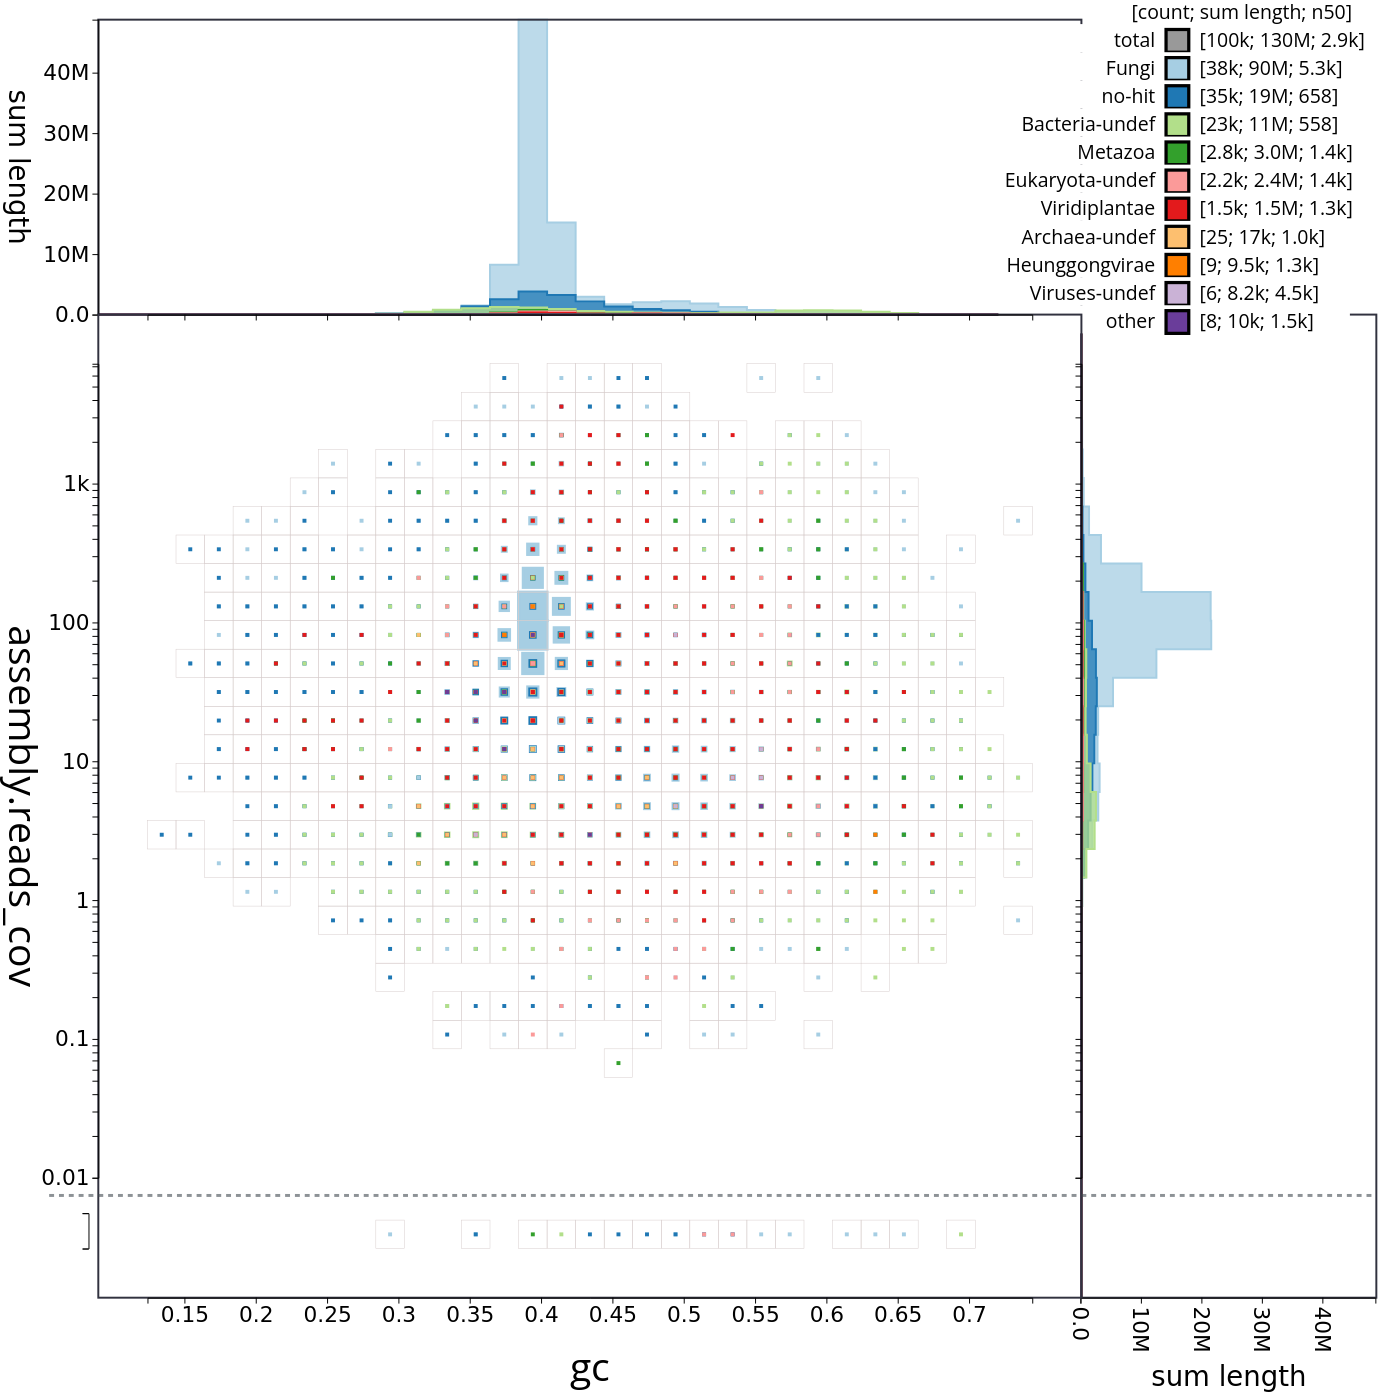 [count; sum length; n50]
total [100k; 130M; 2.9k]
Fungi [38k; 90M; 5.3k]
no-hit [35k; 19M; 658]
Bacteria-undef [23k; 11M; 558]
Metazoa [2.8k; 3.0M; 1.4k]
Eukaryota-undef [2.2k; 2.4M; 1.4k]
Viridiplantae [1.5k; 1.5M; 1.3k]
Archaea-undef [25; 17k; 1.0k]
Heunggongvirae [9; 9.5k; 1.3k]
Viruses-undef [6; 8.2k; 4.5k]
other [8; 10k; 1.5k]
sum length
40M
30M
20M
10M
0.0
assembly.reads_cov
1k
100
10
1
0.1
0.01
0.15 0.2 0.25 0.3 0.35 0.4 0.45 0.5 0.55 0.6 0.65 0.7
gc
0.0 10M 20M 30M 40M
sum length